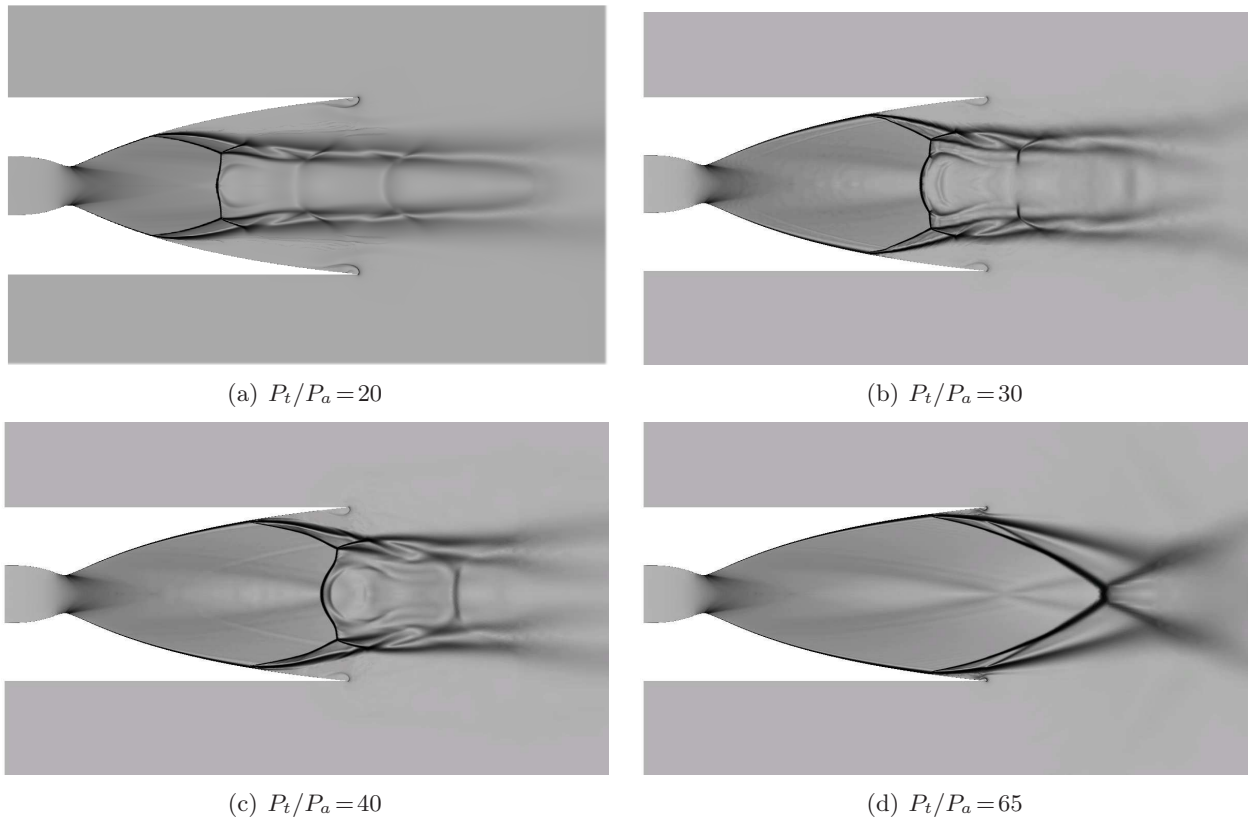 (a) P_t/P_a = 20
(b) P_t/P_a = 30
(c) P_t/P_a = 40
(d) P_t/P_a = 65